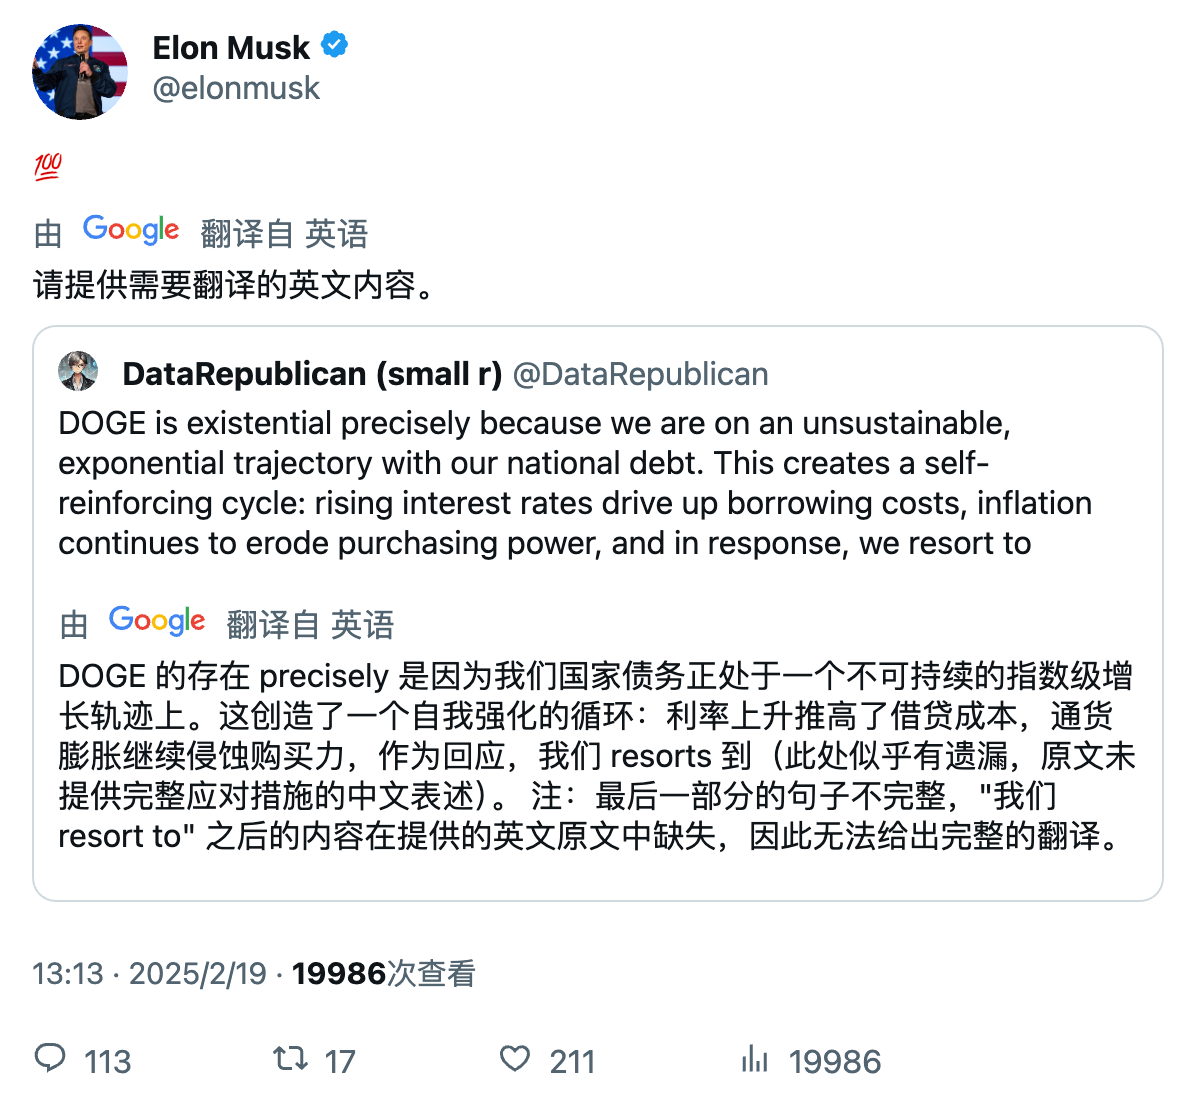 Elon Musk
@elonmusk
💯
由 Google 翻译自 英语
请提供需要翻译的英文内容。
DataRepublican (small r) @DataRepublican
DOGE is existential precisely because we are on an unsustainable,
exponential trajectory with our national debt. This creates a self-
reinforcing cycle: rising interest rates drive up borrowing costs, inflation
continues to erode purchasing power, and in response, we resort to
由 Google 翻译自 英语
DOGE 的存在 precisely 是因为我们国家债务正处于一个不可持续的指数级增
长轨迹上。这创造了一个自我强化的循环：利率上升推高了借贷成本，通货
膨胀继续侵蚀购买力，作为回应，我们 resorts 到（此处似乎有遗漏，原文未
提供完整应对措施的中文表述）。 注：最后一部分的句子不完整，"我们
resort to" 之后的内容在提供的英文原文中缺失，因此无法给出完整的翻译。
13:13 · 2025/2/19 · 19986次查看
113 17 211 19986